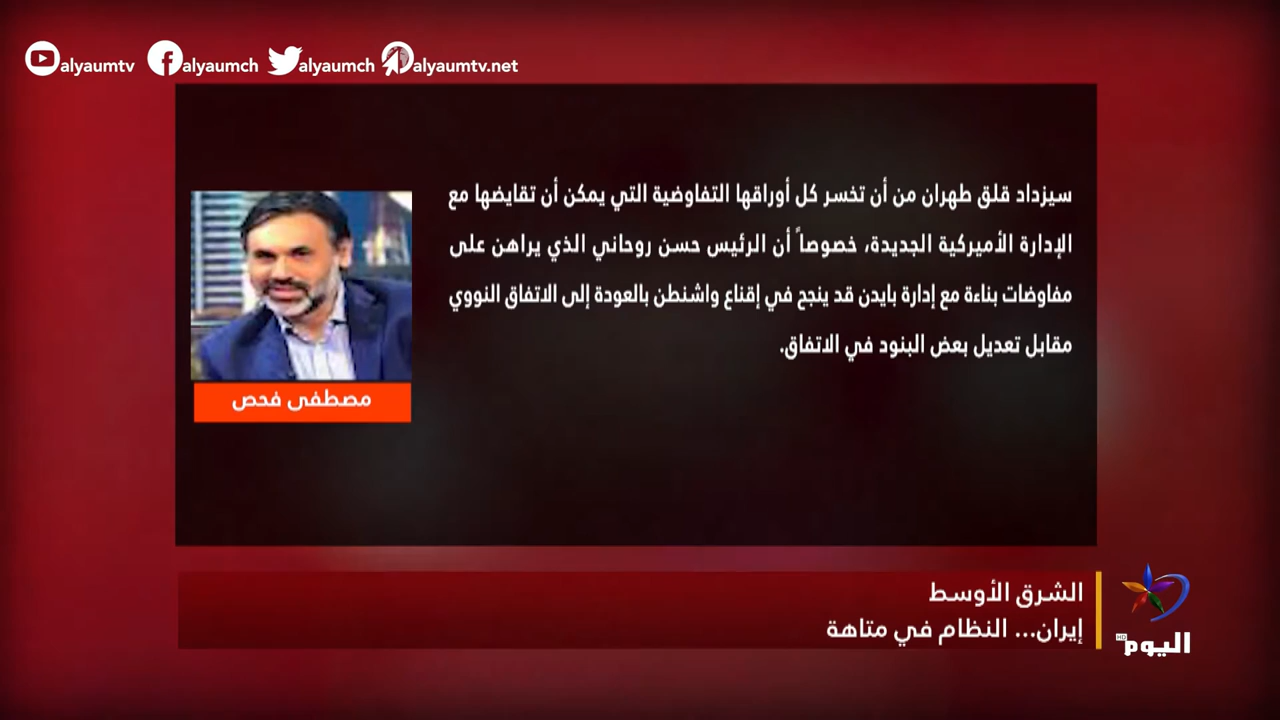 alyaumtv alyaumch alyaumch alyaumtv.net
سيزداد قلق طهران من أن تخسر كل أوراقها التفاوضية التي يمكن أن تقايضها مع
الإدارة الأميركية الجديدة، خصوصاً أن الرئيس حسن روحاني الذي يراهن على
مفاوضات بناءة مع إدارة بايدن قد ينجح في إقناع واشنطن بالعودة إلى الاتفاق النووي
مقابل تعديل بعض البنود في الاتفاق.
مصطفى فحص
الشرق الأوسط
إيران... النظام في متاهة
اليوم HD